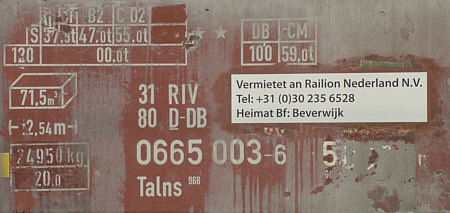 B2 C D2
S 37,5t 47,0t 55,0t
120 00,0t
DB CM
100 59,0t
71,5m³
31 RIV
80 D-DB
2,54m
24950 kg
20,0
0665 003-6
Talns 968
Vermietet an Railion Nederland N.V.
Tel: +31 (0)30 235 6528
Heimat Bf: Beverwijk